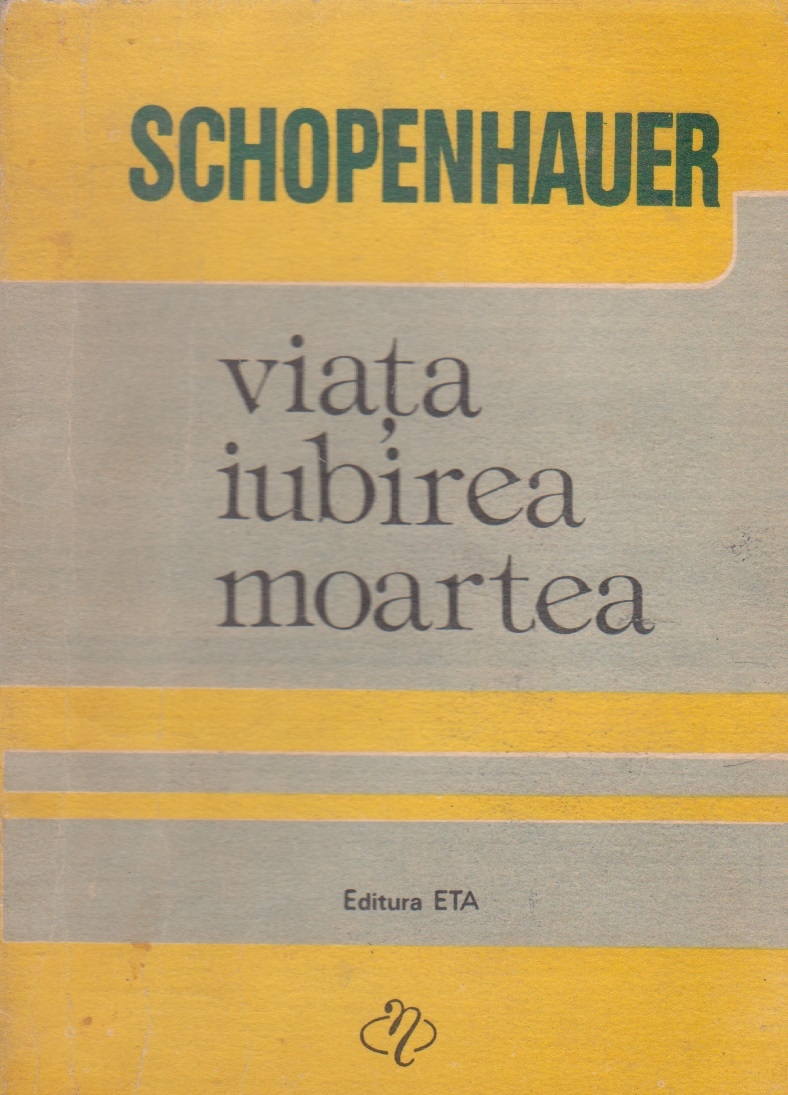 SCHOPENHAUER
viața
iubirea
moartea
Editura ETA
η